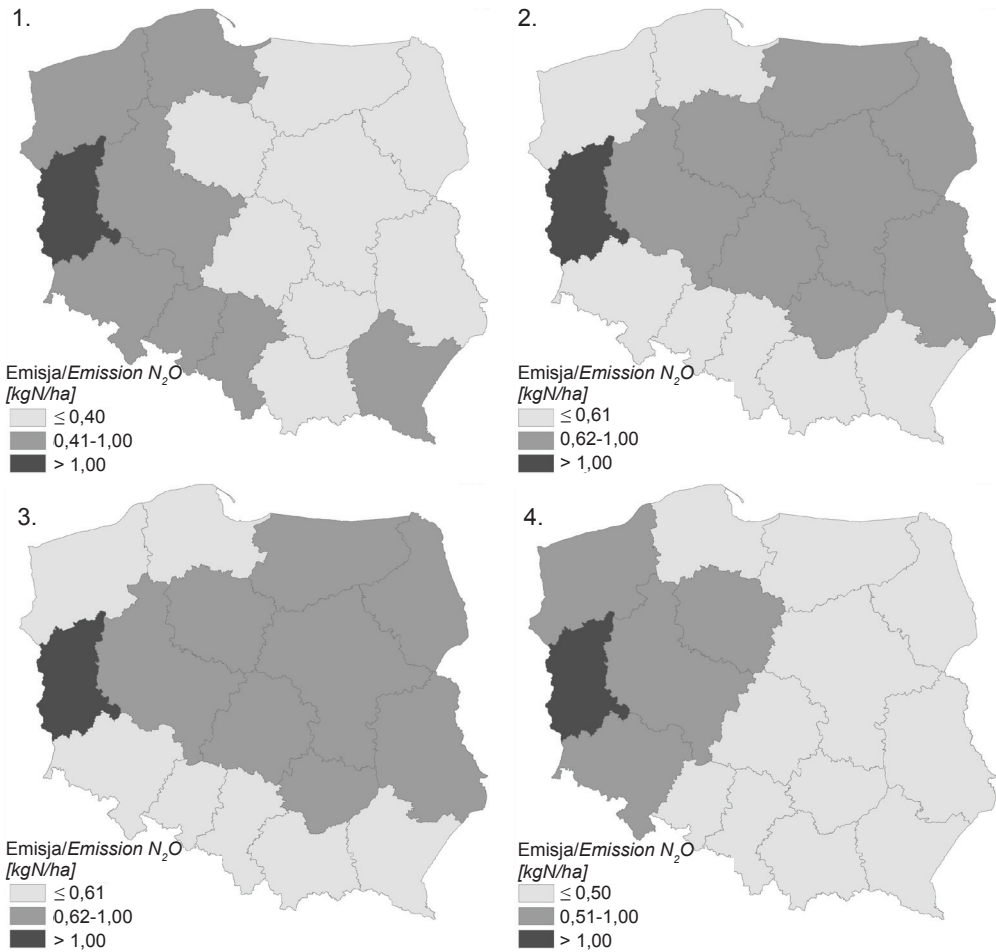 1.
Emisja/Emission N₂O
[kgN/ha]
≤ 0,40
0,41-1,00
> 1,00
2.
Emisja/Emission N₂O
[kgN/ha]
≤ 0,61
0,62-1,00
> 1,00
3.
Emisja/Emission N₂O
[kgN/ha]
≤ 0,61
0,62-1,00
> 1,00
4.
Emisja/Emission N₂O
[kgN/ha]
≤ 0,50
0,51-1,00
> 1,00